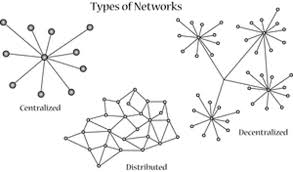 Types of Networks
Centralized
Decentralized
Distributed